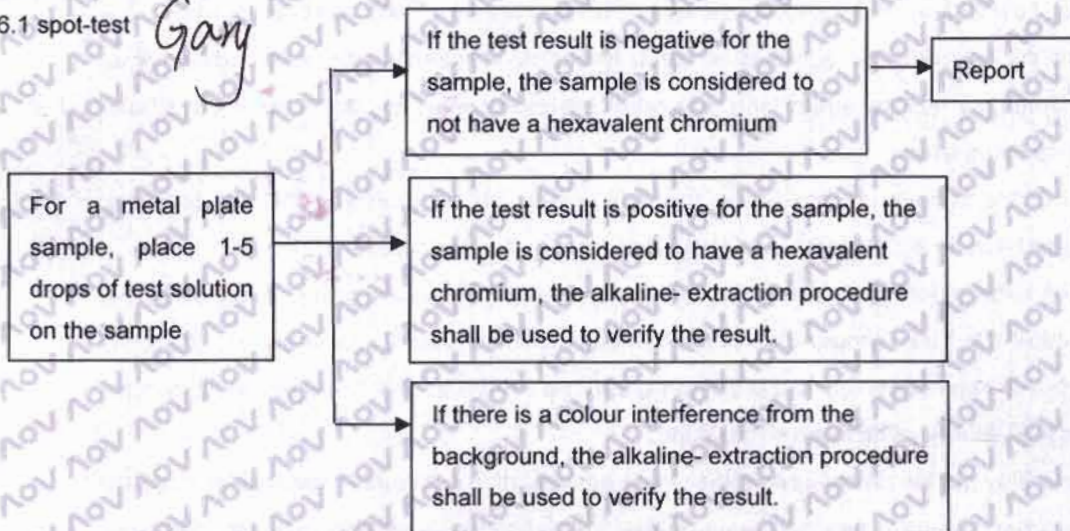 6.1 spot-test
Gary
If the test result is negative for the
sample, the sample is considered to
not have a hexavalent chromium
Report
For a metal plate
sample, place 1-5
drops of test solution
on the sample
If the test result is positive for the sample, the
sample is considered to have a hexavalent
chromium, the alkaline- extraction procedure
shall be used to verify the result.
If there is a colour interference from the
background, the alkaline- extraction procedure
shall be used to verify the result.